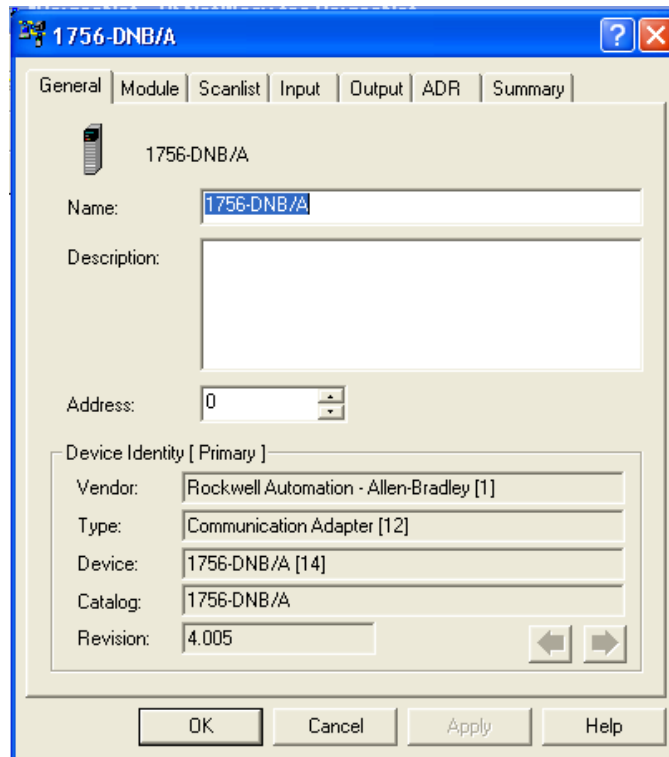 1756-DNB/A
General Module Scanlist Input Output ADR Summary
1756-DNB/A
Name: 1756-DNB/A
Description:
Address: 0
Device Identity [ Primary ]
Vendor: Rockwell Automation - Allen-Bradley [1]
Type: Communication Adapter [12]
Device: 1756-DNB/A [14]
Catalog: 1756-DNB/A
Revision: 4.005
OK Cancel Apply Help